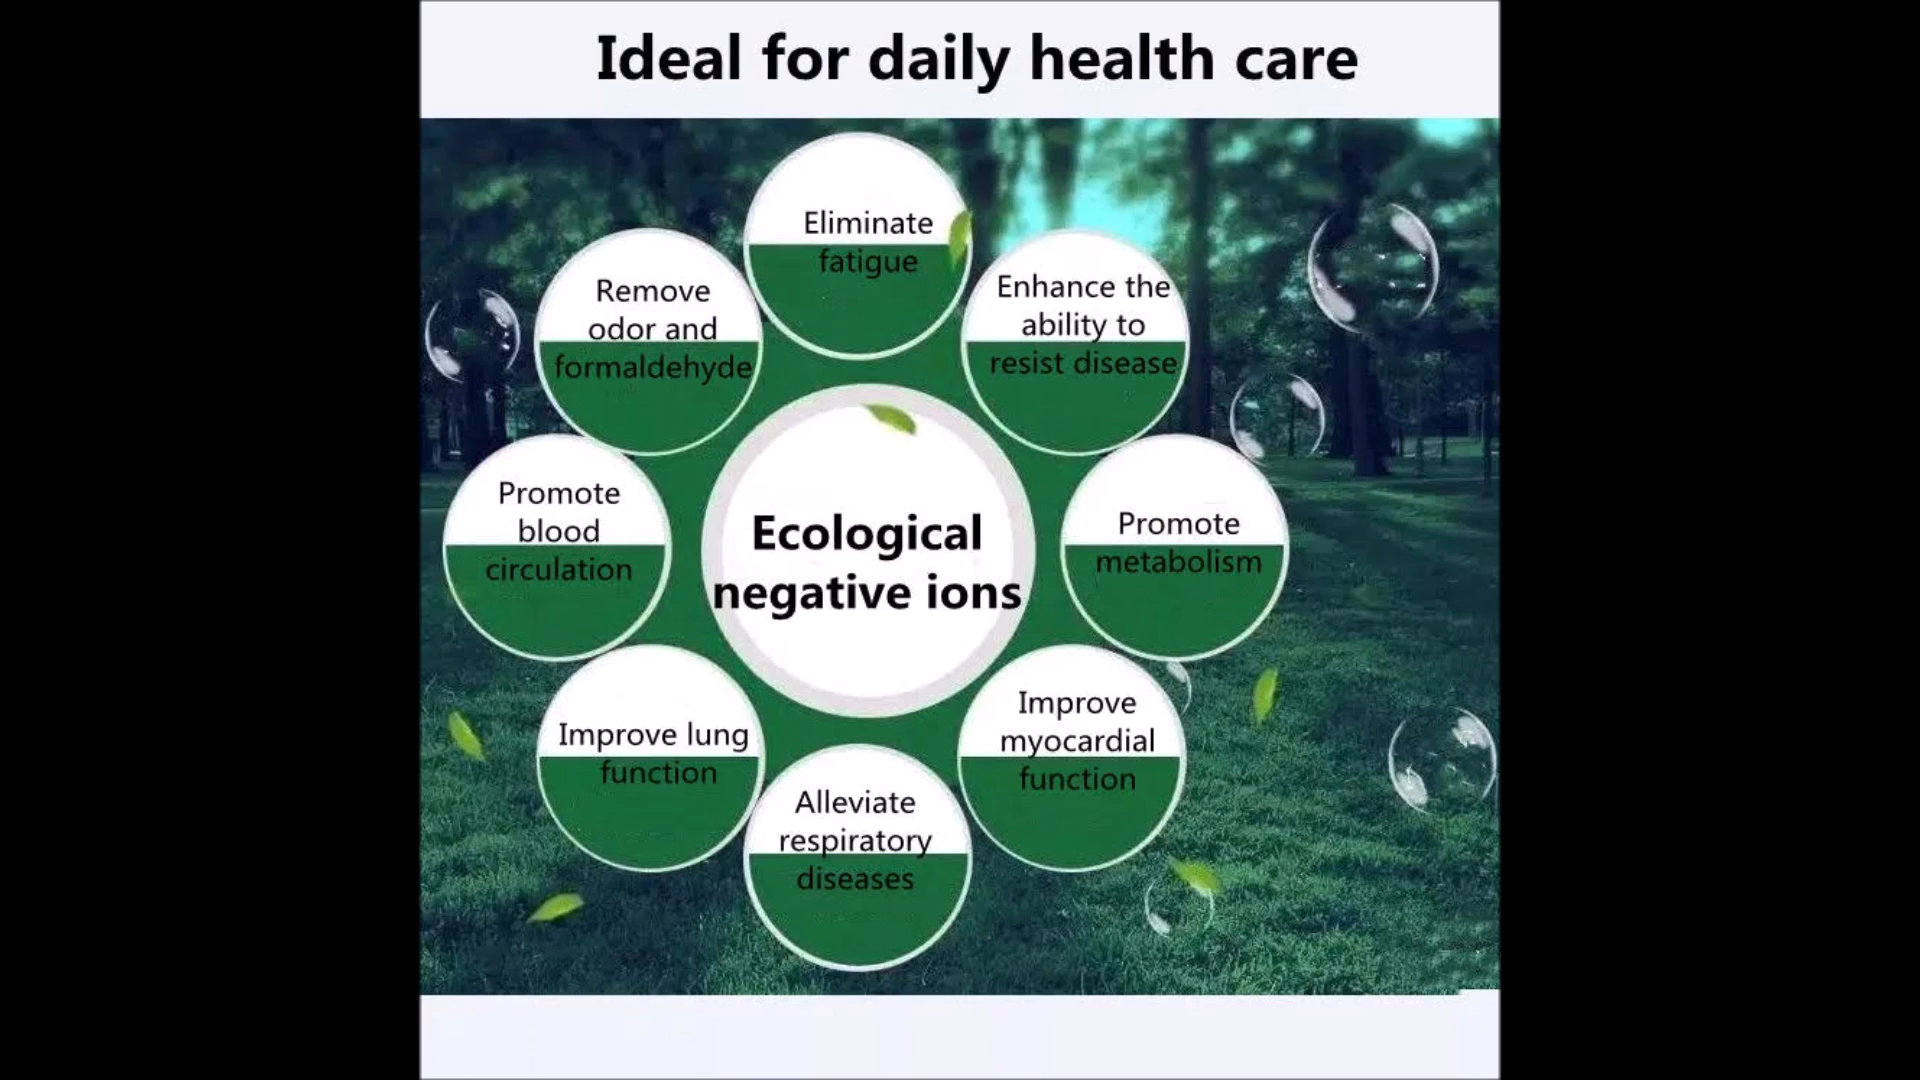 Ideal for daily health care
Eliminate
fatigue
Remove
odor and
formaldehyde
Enhance the
ability to
resist disease
Promote
blood
circulation
Ecological
negative ions
Promote
metabolism
Improve lung
function
Improve
myocardial
function
Alleviate
respiratory
diseases